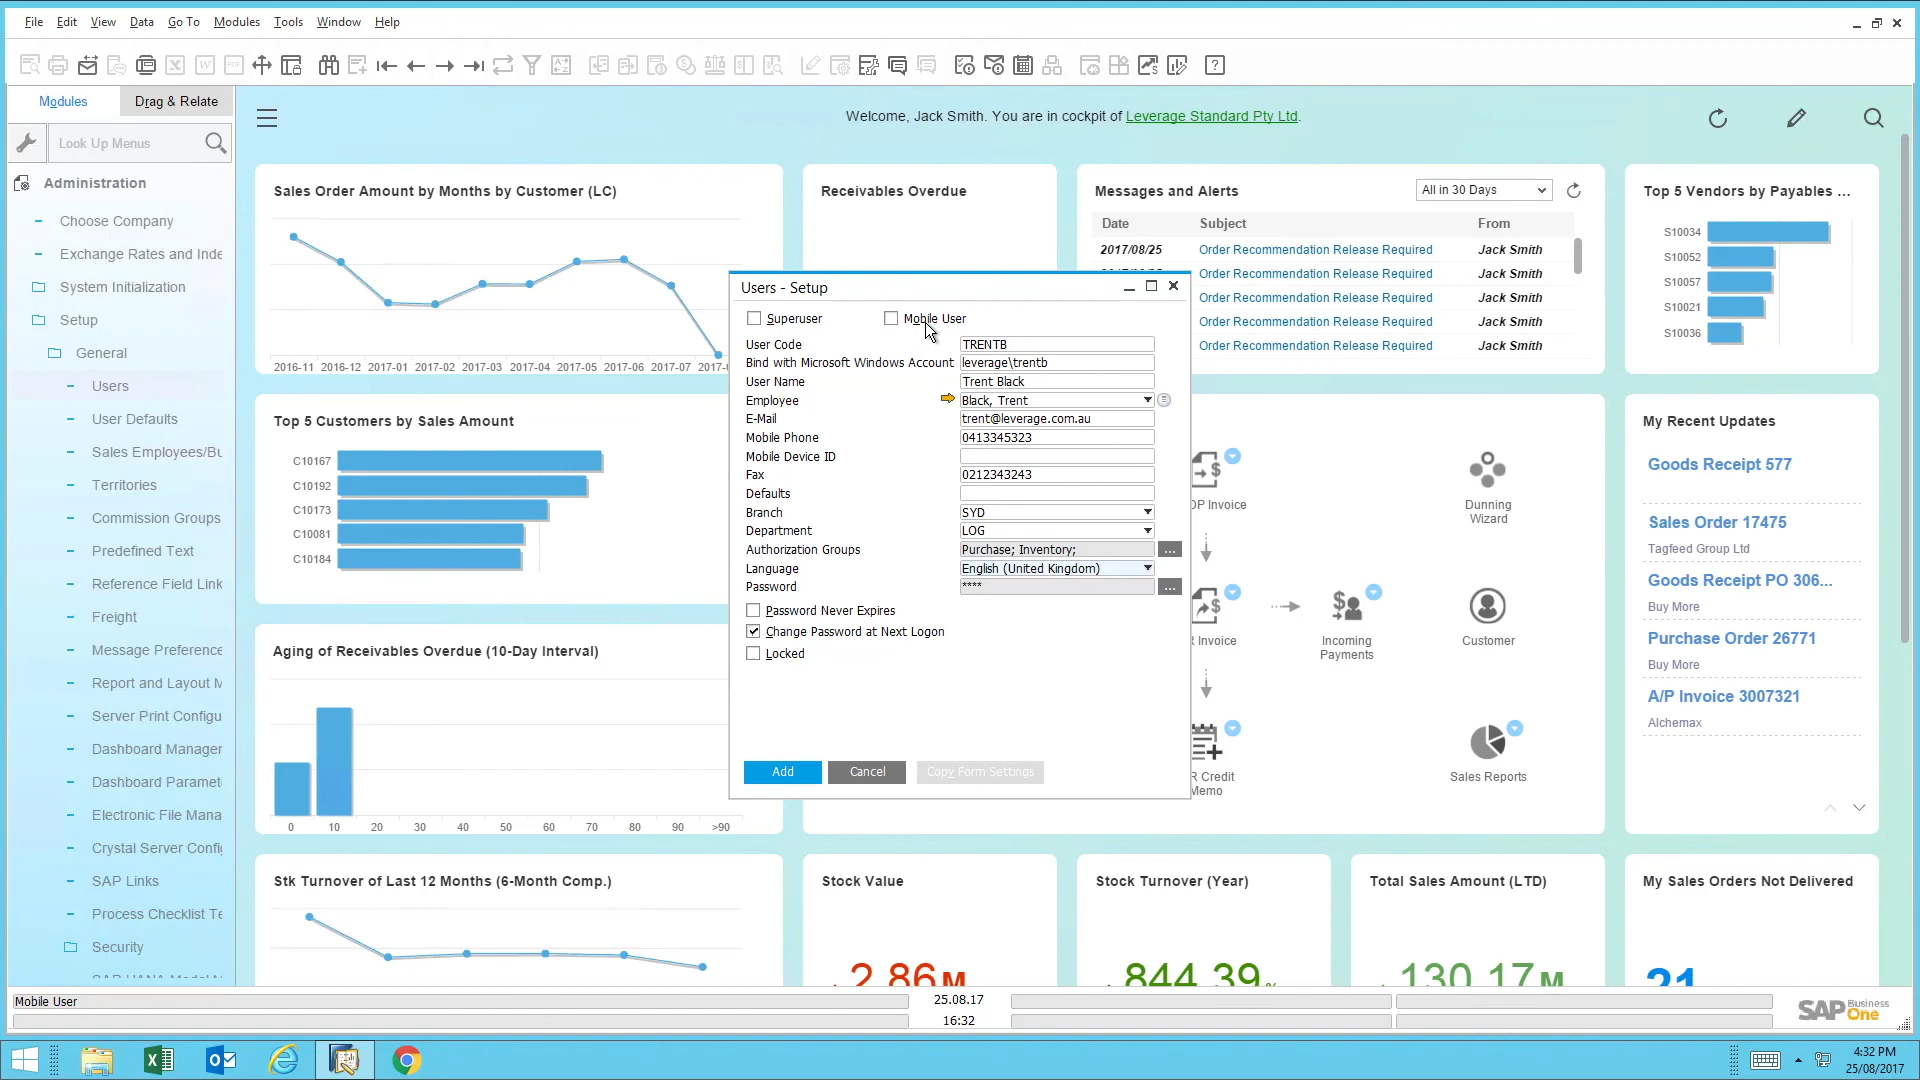 File Edit View Data Go To Modules Tools Window Help
Modules Drag & Relate
Look Up Menus
Administration
Choose Company
Exchange Rates and Inde
System Initialization
Setup
General
Users
User Defaults
Sales Employees/Bu
Territories
Commission Groups
Predefined Text
Reference Field Link
Freight
Message Preference
Report and Layout M
Server Print Configu
Dashboard Manager
Dashboard Paramet
Electronic File Mana
Crystal Server Config
SAP Links
Process Checklist Te
Security
Welcome, Jack Smith. You are in cockpit of Leverage Standard Pty Ltd.
Sales Order Amount by Months by Customer (LC)
2016-11 2016-12 2017-01 2017-02 2017-03 2017-04 2017-05 2017-06 2017-07 2017-
Receivables Overdue
Messages and Alerts
All in 30 Days
Date Subject From
2017/08/25 Order Recommendation Release Required Jack Smith
Order Recommendation Release Required Jack Smith
Order Recommendation Release Required Jack Smith
Order Recommendation Release Required Jack Smith
Order Recommendation Release Required Jack Smith
Top 5 Vendors by Payables ...
S10034
S10052
S10057
S10021
S10036
Top 5 Customers by Sales Amount
C10167
C10192
C10173
C10081
C10184
Users - Setup
Superuser Mobile User
User Code TRENTB
Bind with Microsoft Windows Account leverage\trentb
User Name Trent Black
Employee Black, Trent
E-Mail trent@leverage.com.au
Mobile Phone 0413345323
Mobile Device ID
Fax 0212343243
Defaults
Branch SYD
Department LOG
Authorization Groups Purchase; Inventory; ...
Language English (United Kingdom)
Password **** ...
Password Never Expires
Change Password at Next Logon
Locked
Add Cancel Copy Form Settings
DP Invoice
Dunning
Wizard
R Invoice
Incoming
Payments
Customer
R Credit
Memo
Sales Reports
My Recent Updates
Goods Receipt 577
Sales Order 17475
Tagfeed Group Ltd
Goods Receipt PO 306...
Buy More
Purchase Order 26771
Buy More
A/P Invoice 3007321
Alchemax
Aging of Receivables Overdue (10-Day Interval)
0 10 20 30 40 50 60 70 80 90 >90
Stk Turnover of Last 12 Months (6-Month Comp.)
Stock Value
2.86M
Stock Turnover (Year)
844.39%
Total Sales Amount (LTD)
130.17M
My Sales Orders Not Delivered
21
Mobile User
25.08.17
16:32
SAP Business One
4:32 PM
25/08/2017